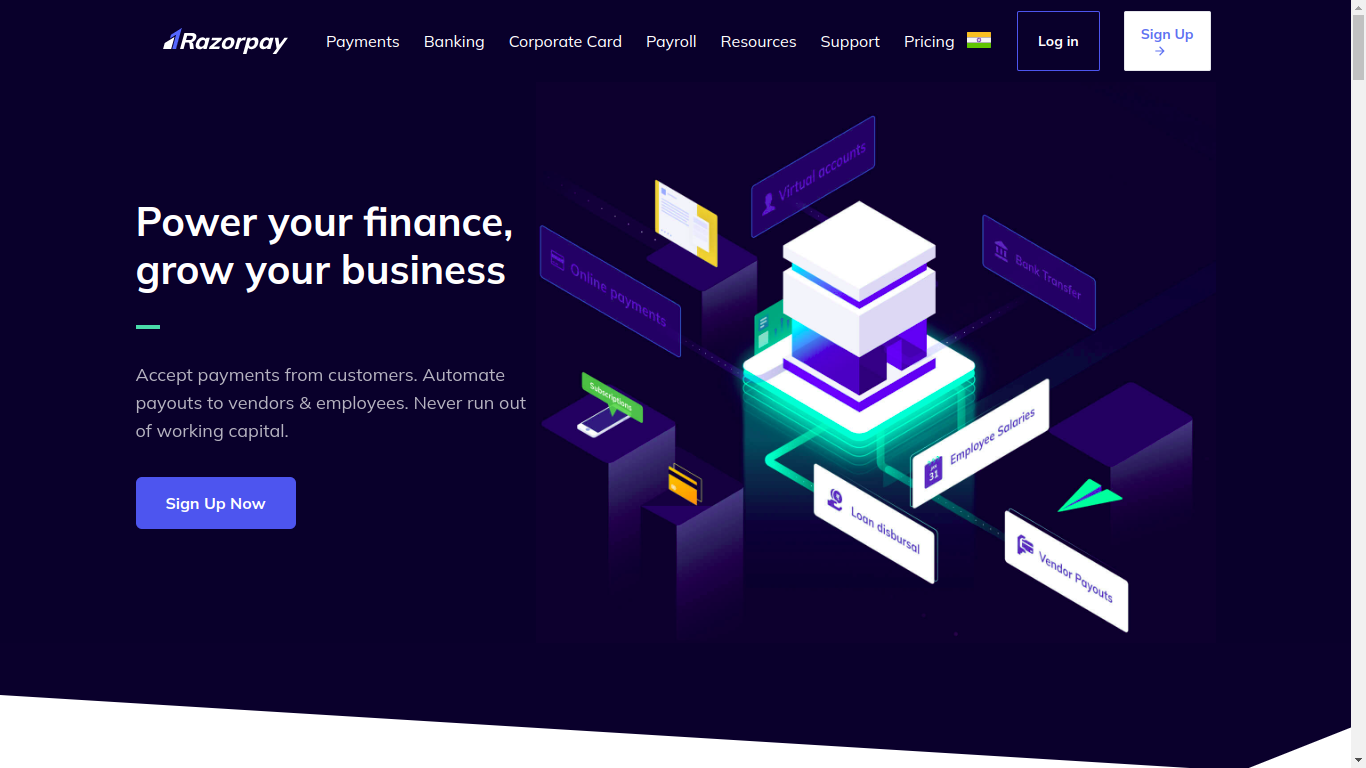 Razorpay
Payments
Banking
Corporate Card
Payroll
Resources
Support
Pricing
Log in
Sign Up
Power your finance,
grow your business
Accept payments from customers. Automate
payouts to vendors & employees. Never run out
of working capital.
Sign Up Now
Virtual accounts
Online payments
Bank Transfer
Subscriptions
Employee Salaries
31
Loan disbursal
Vendor Payouts